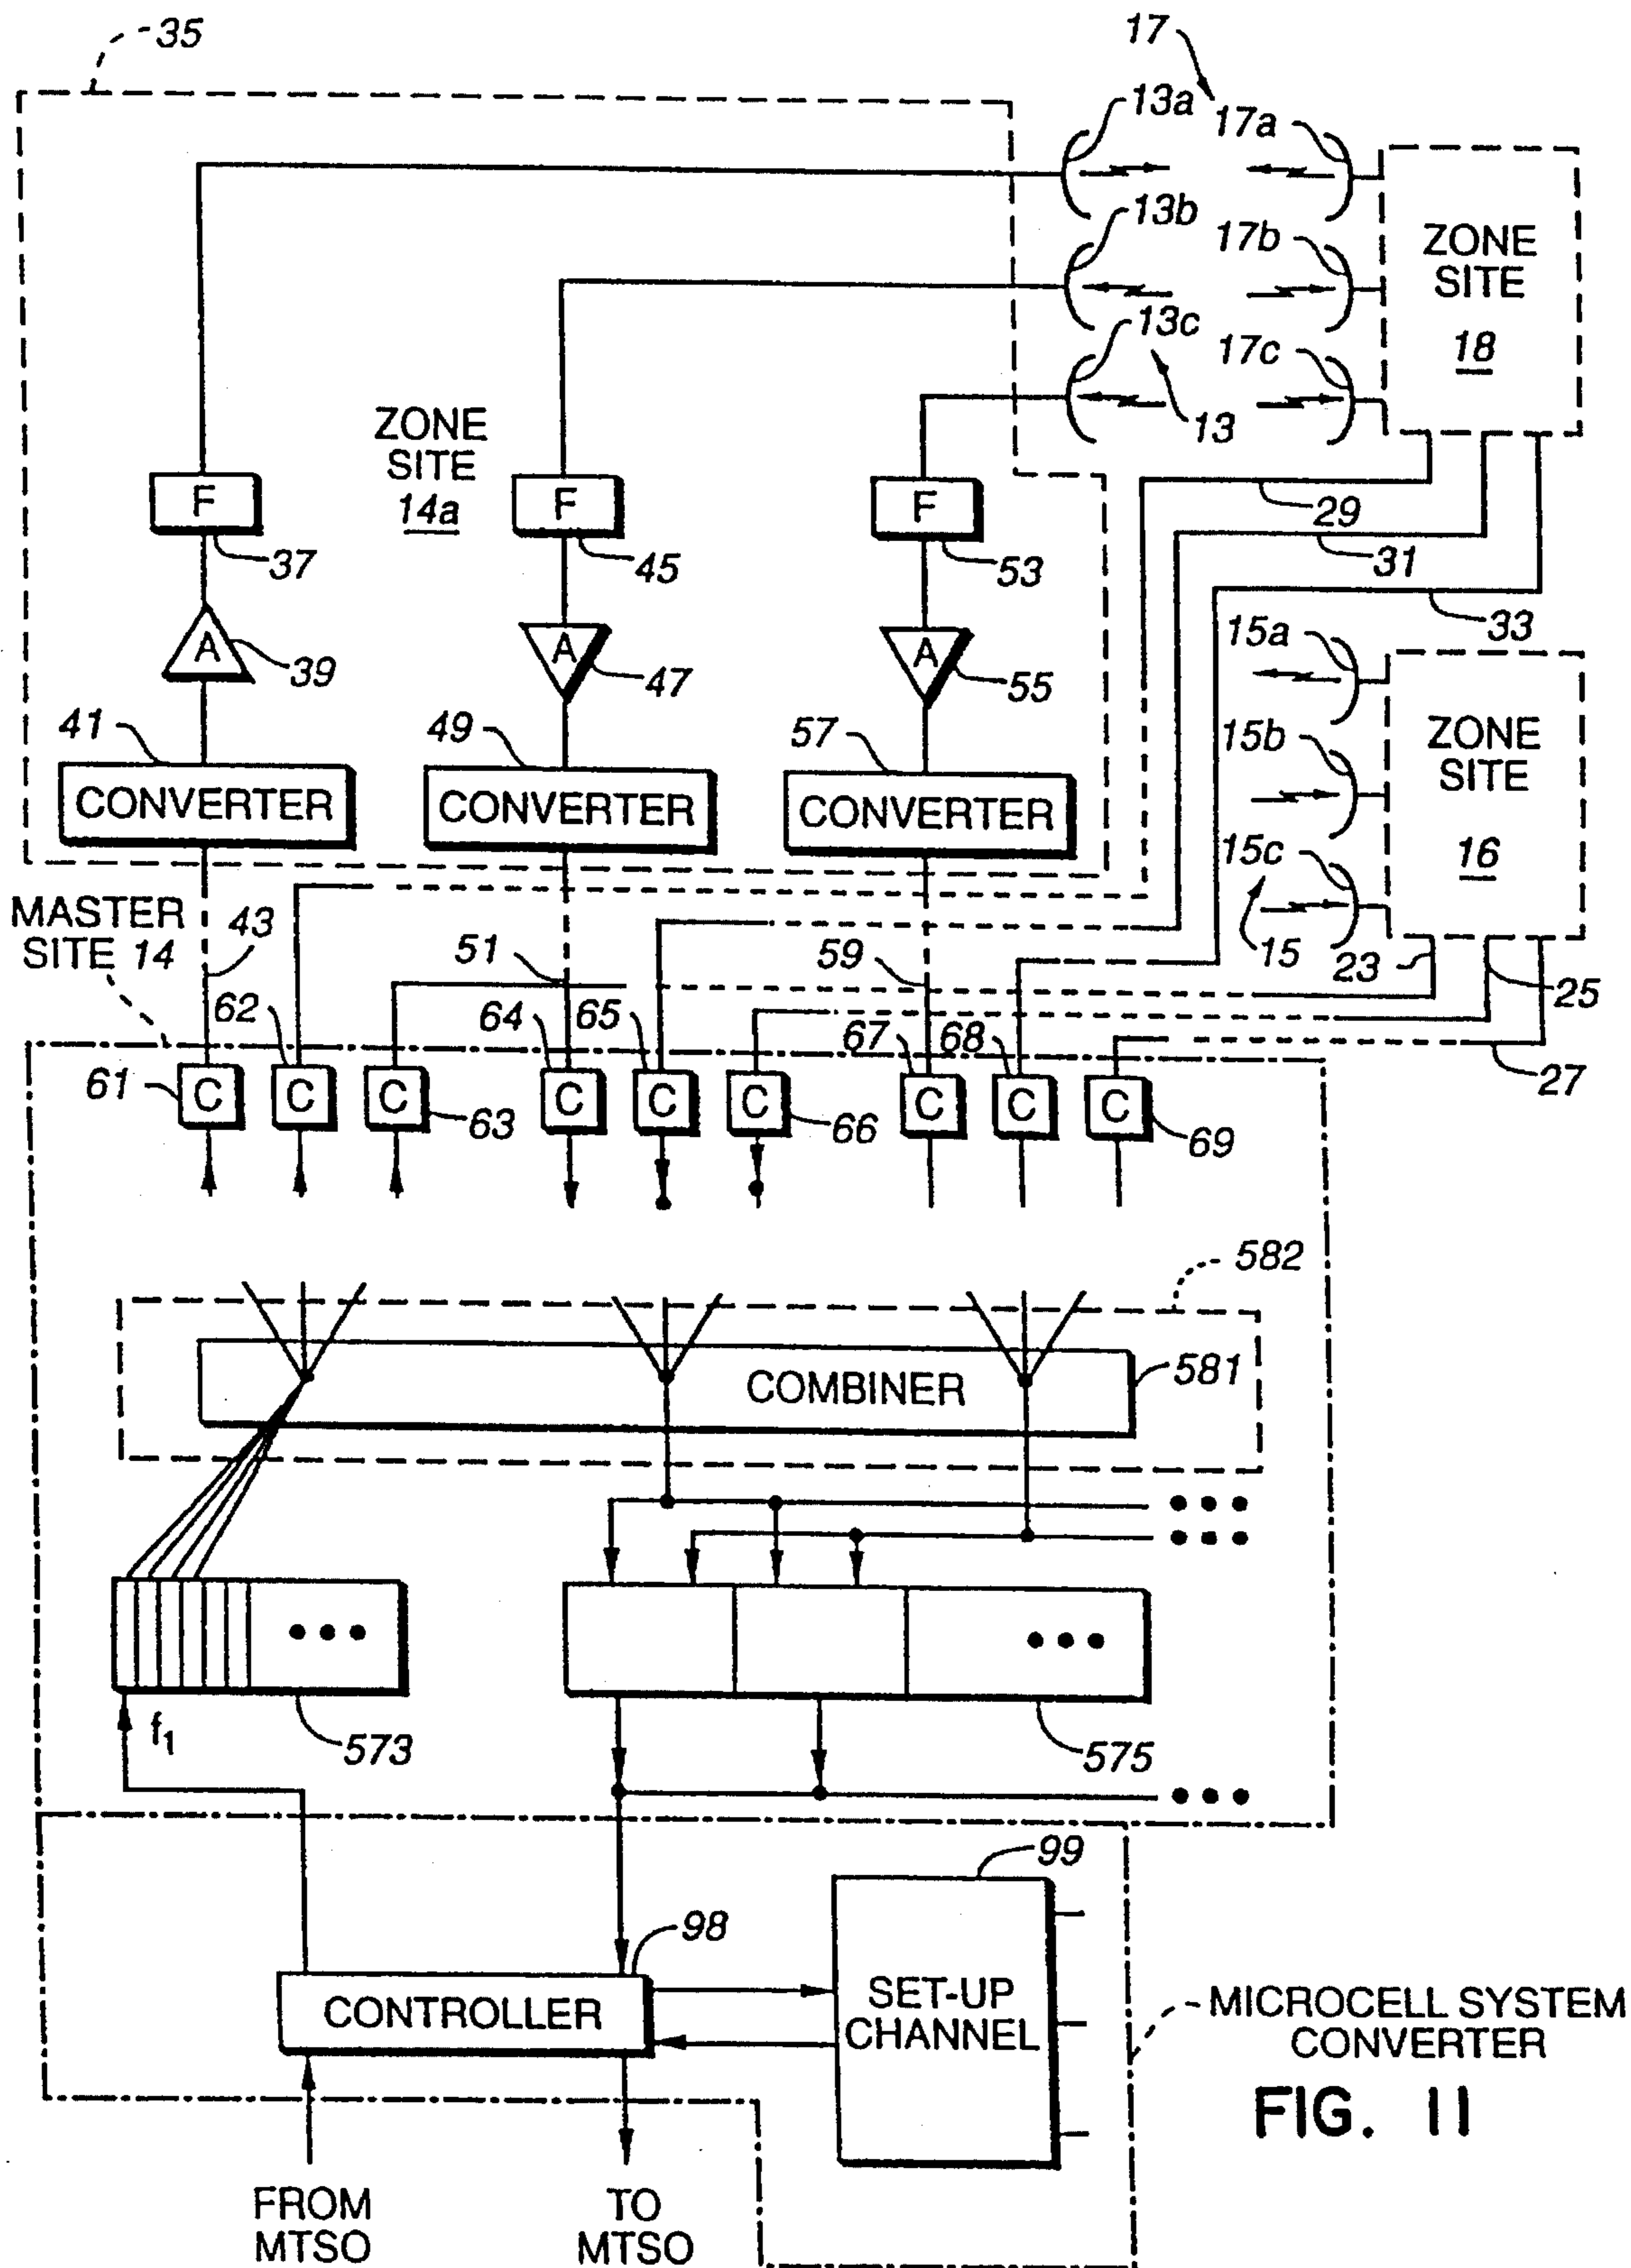 35
17
13a
17a
13b
17b
ZONE
SITE
18
13c
17c
13
ZONE
SITE
14a
F
37
F
45
F
53
29
31
33
A
39
A
47
A
55
15a
15b
ZONE
SITE
16
15c
15
41
CONVERTER
49
CONVERTER
57
CONVERTER
MASTER
SITE 14
43
51
59
23
25
27
62
64
65
67
68
61
C
C
C
63
C
C
C
66
C
C
C
69
582
COMBINER
581
f1
573
575
99
98
CONTROLLER
SET-UP
CHANNEL
MICROCELL SYSTEM
CONVERTER
FIG. 11
FROM
MTSO
TO
MTSO